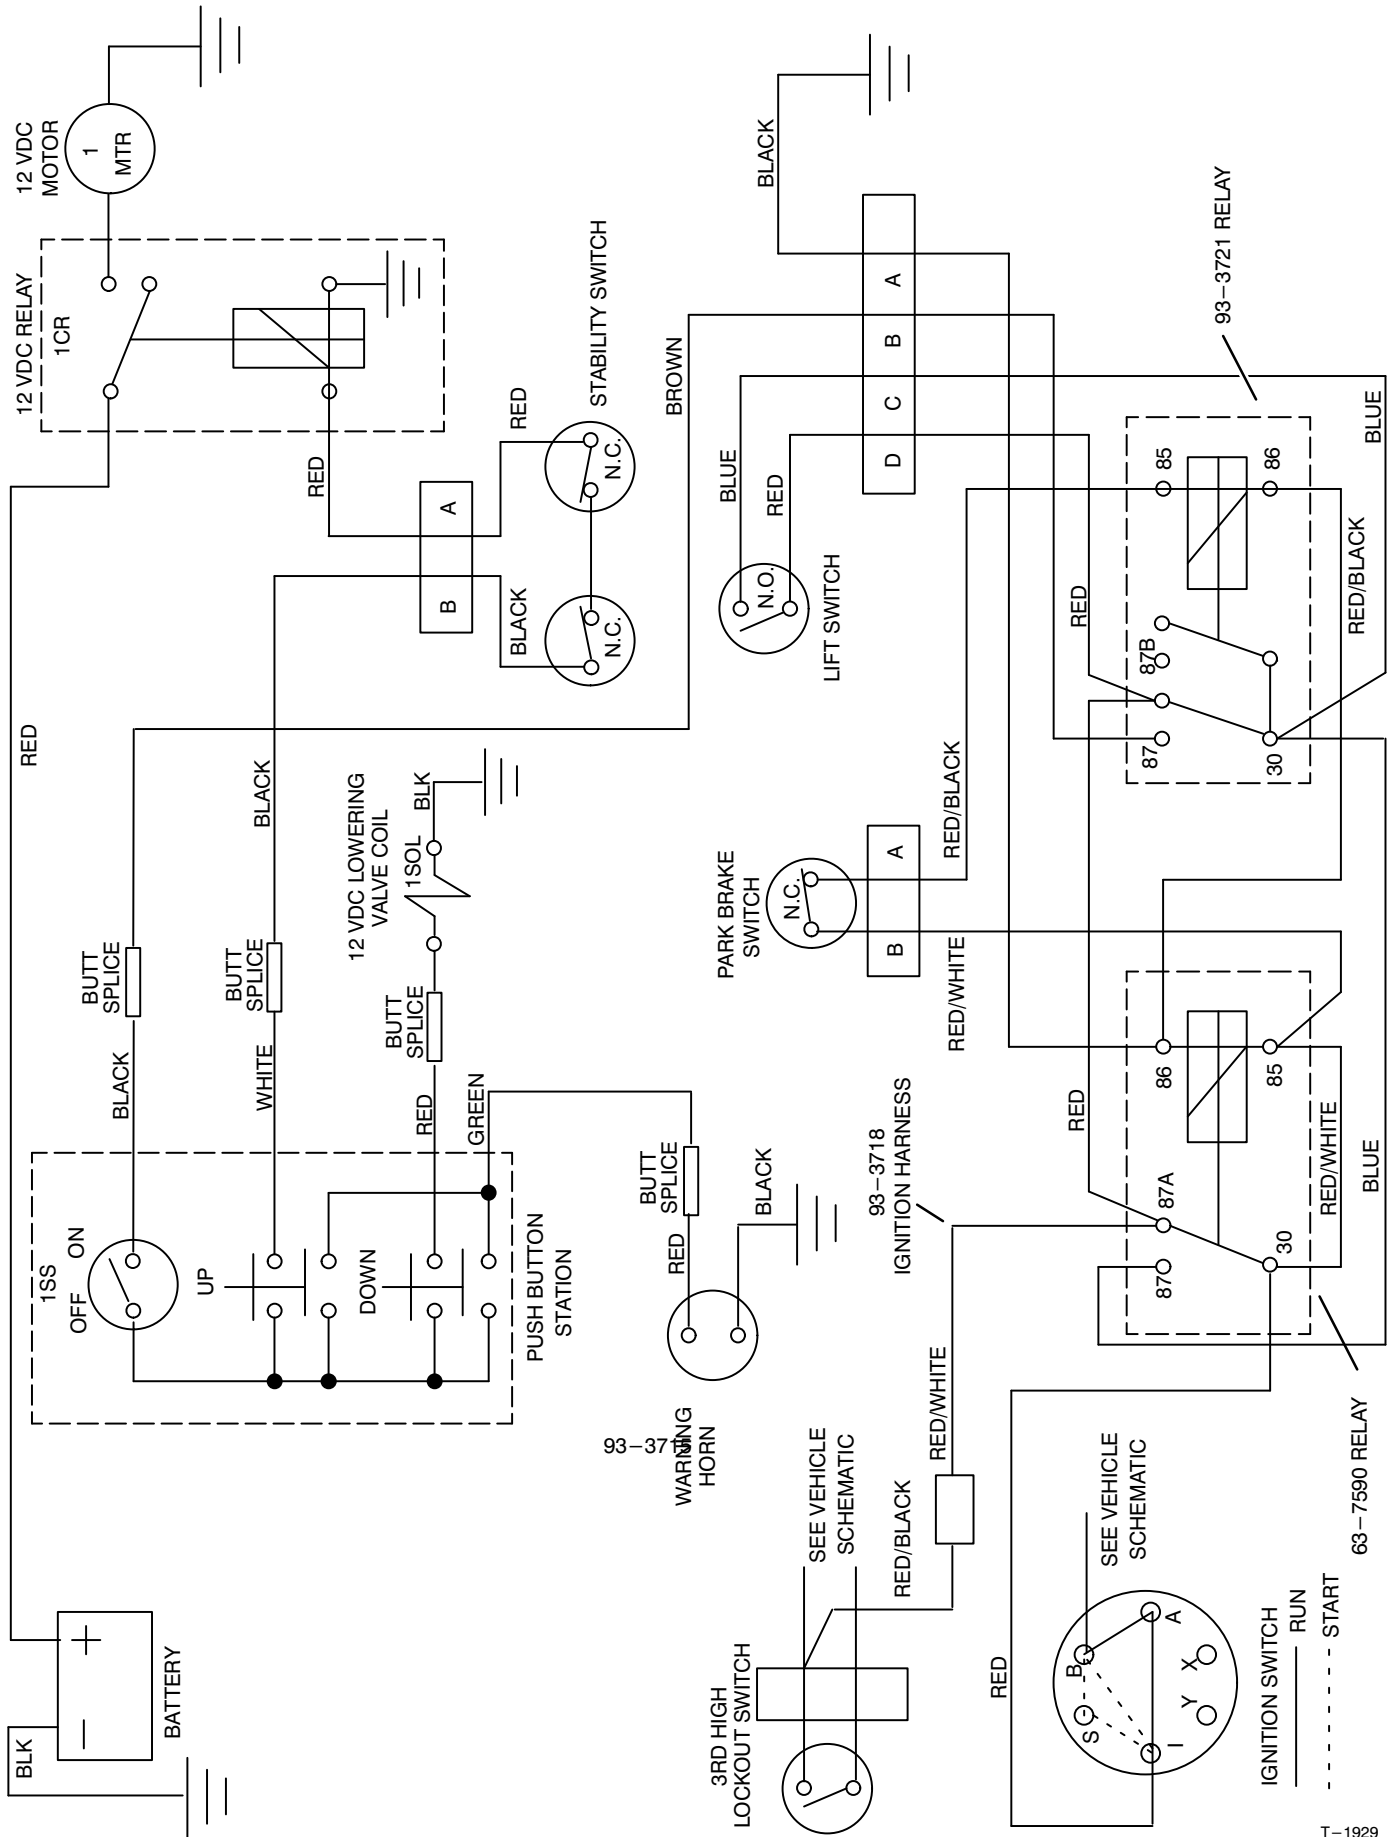 12 VDC
MOTOR
1
MTR
12 VDC RELAY
1CR
RED
RED
STABILITY SWITCH
RED
N.C.
A
B
BLACK
N.C.
BLACK
BROWN
RED
BUTT
SPLICE
BLACK
BUTT
SPLICE
WHITE
12 VDC LOWERING
VALVE COIL
1SOL
BLK
BUTT
SPLICE
RED
GREEN
1SS
OFF
ON
UP
DOWN
PUSH BUTTON
STATION
BUTT
SPLICE
RED
BLACK
WARNING
HORN
BATTERY
+
–
BLK
BLACK
A
B
C
D
BLUE
RED
N.O.
LIFT SWITCH
93–3721 RELAY
BLUE
85
86
RED
RED/BLACK
87B
87
30
RED/BLACK
PARK BRAKE
SWITCH
N.C.
A
B
RED/WHITE
RED
93–3718
IGNITION HARNESS
86
85
87A
87
30
RED/WHITE
BLUE
63–7590 RELAY
RED/WHITE
RED/BLACK
SEE VEHICLE
SCHEMATIC
3RD HIGH
LOCKOUT SWITCH
RED
SEE VEHICLE
SCHEMATIC
B
A
S
I
X
Y
IGNITION SWITCH
RUN
START
T–1929